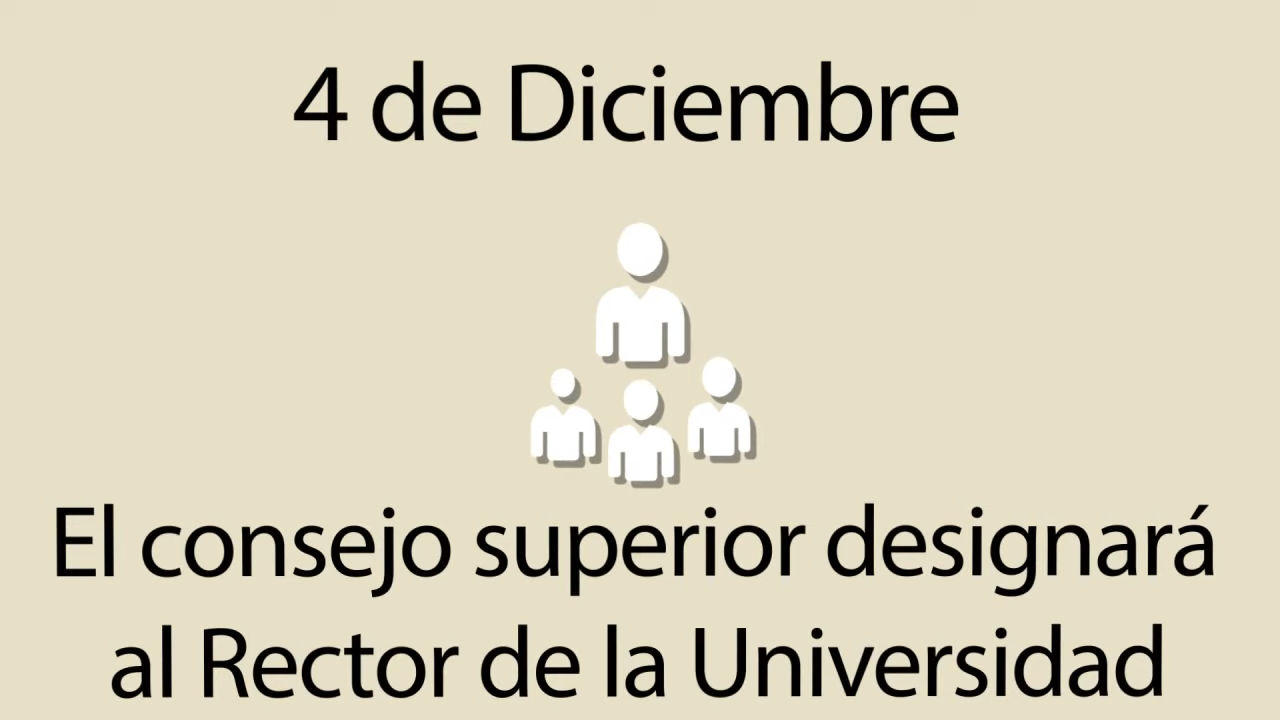 4 de Diciembre
El consejo superior designará
al Rector de la Universidad